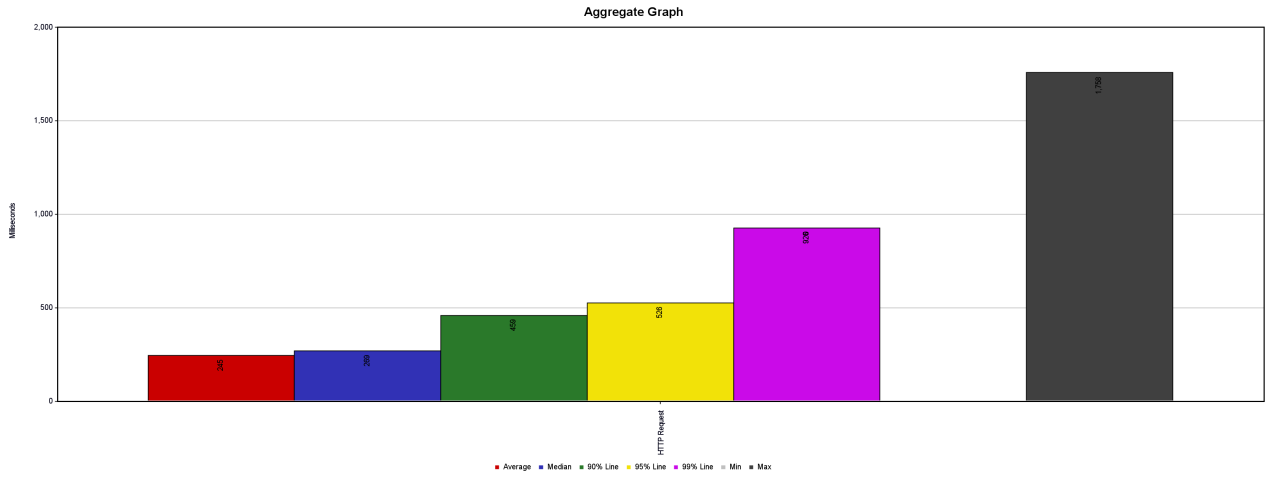 Aggregate Graph
2,000
1,500
1,000
500
0
Milliseconds
245
269
459
526
1,758
HTTP Request
Average Median 90% Line 95% Line 99% Line Min Max